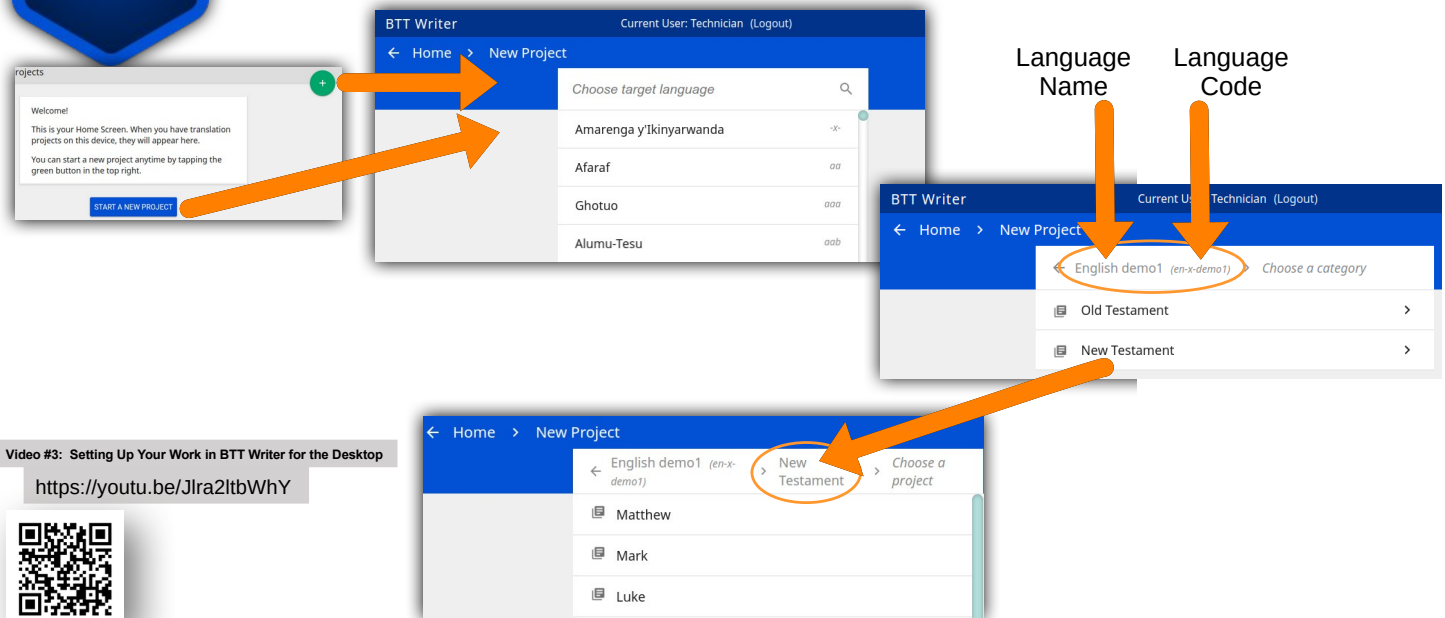 rojects
+
Welcome!
This is your Home Screen. When you have translation
projects on this device, they will appear here.
You can start a new project anytime by tapping the
green button in the top right.
START A NEW PROJECT
BTT Writer Current User: Technician (Logout)
← Home > New Project
Choose target language
Amarenga y'Ikinyarwanda -x-
Afaraf aa
Ghotuo aaa
Alumu-Tesu aab
Language Name
Language Code
BTT Writer Current Technician (Logout)
← Home > New Project
← English demo1 (en-x-demo1) > Choose a category
Old Testament >
New Testament >
← Home > New Project
← English demo1 (en-x-
demo1) > New
Testament > Choose a
project
Matthew
Mark
Luke
Video #3: Setting Up Your Work in BTT Writer for the Desktop
https://youtu.be/Jlra2ltbWhY